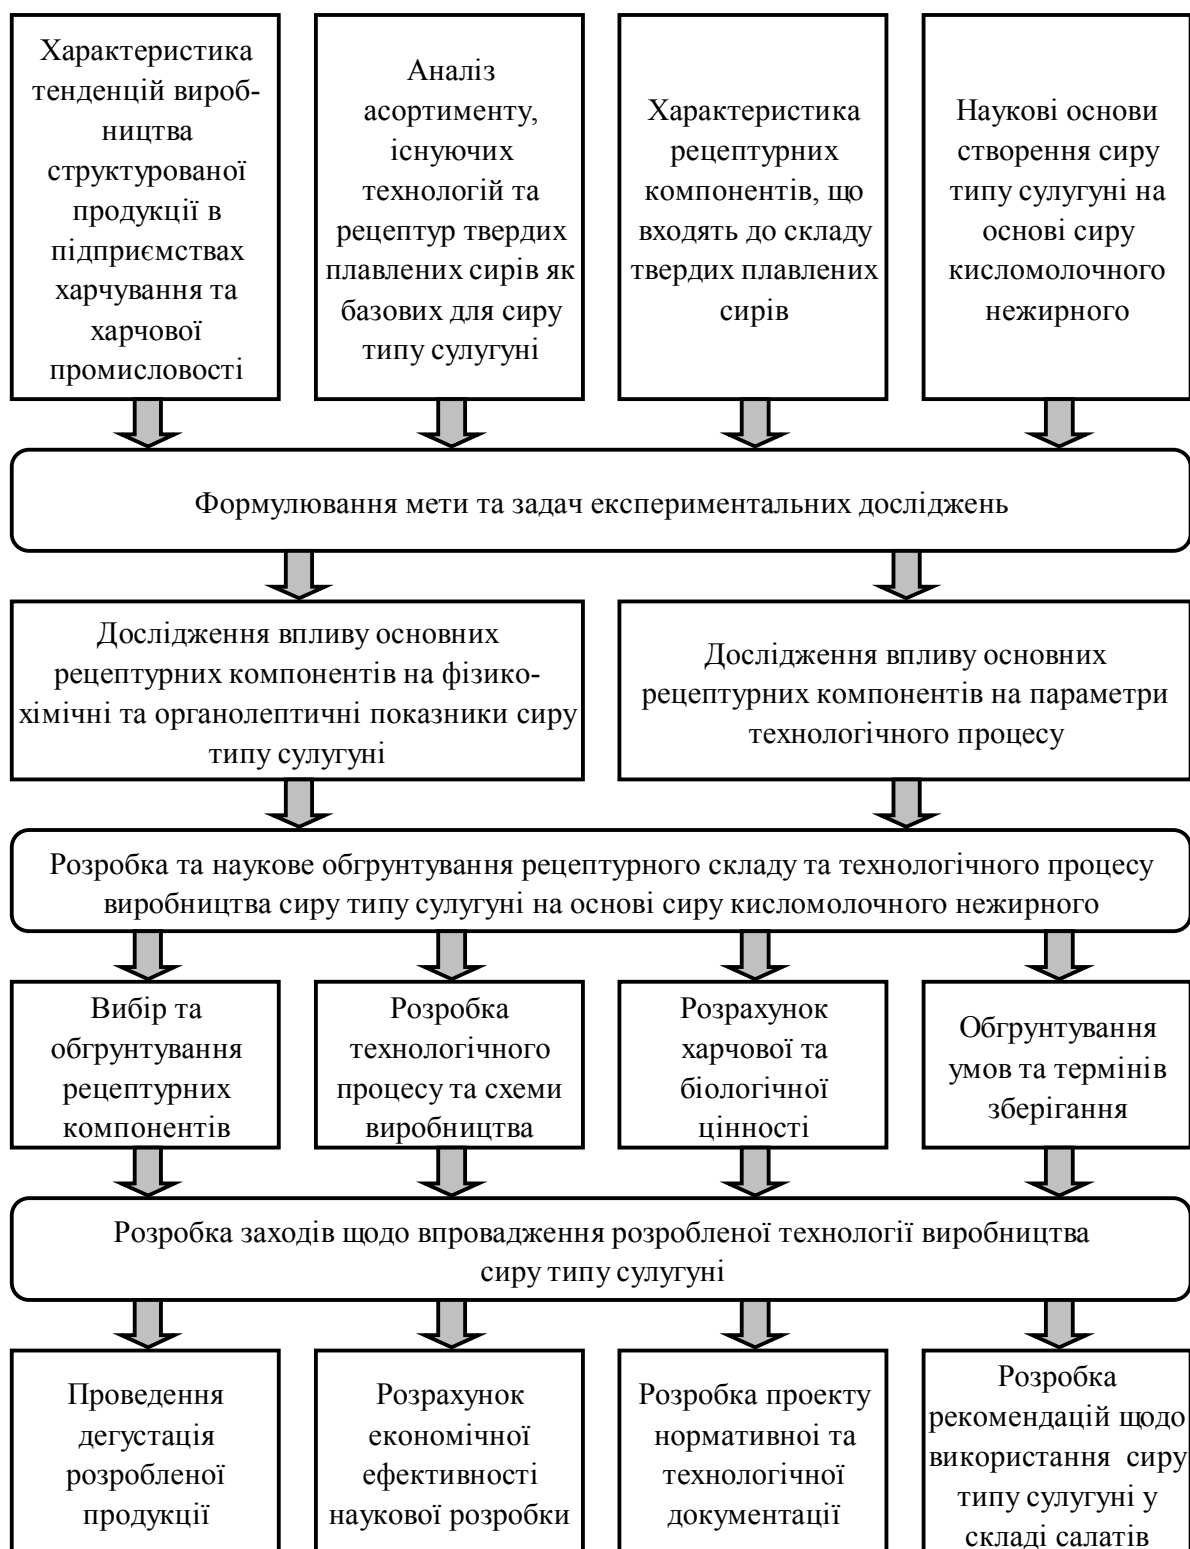 Характеристика
тенденцій вироб-
ництва
структурованої
продукції в
підприємствах
харчування та
харчової
промисловості
Аналіз
асортименту,
існуючих
технологій та
рецептур твердих
плавлених сирів як
базових для сиру
типу сулугуні
Характеристика
рецептурних
компонентів, що
входять до складу
твердих плавлених
сирів
Наукові основи
створення сиру
типу сулугуні на
основі сиру
кисломолочного
нежирного
Формулювання мети та задач експериментальних досліджень
Дослідження впливу основних
рецептурних компонентів на фізико-
хімічні та органолептичні показники сиру
типу сулугуні
Дослідження впливу основних
рецептурних компонентів на параметри
технологічного процесу
Розробка та наукове обгрунтування рецептурного складу та технологічного процесу
виробництва сиру типу сулугуні на основі сиру кисломолочного нежирного
Вибір та
обгрунтування
рецептурних
компонентів
Розробка
технологічного
процесу та схеми
виробництва
Розрахунок
харчової та
біологічної
цінності
Обгрунтування
умов та термінів
зберігання
Розробка заходів щодо впровадження розробленої технології виробництва
сиру типу сулугуні
Проведення
дегустація
розробленої
продукції
Розрахунок
економічної
ефективності
наукової розробки
Розробка проекту
нормативної та
технологічної
документації
Розробка
рекомендацій щодо
використання сиру
типу сулугуні у
складі салатів